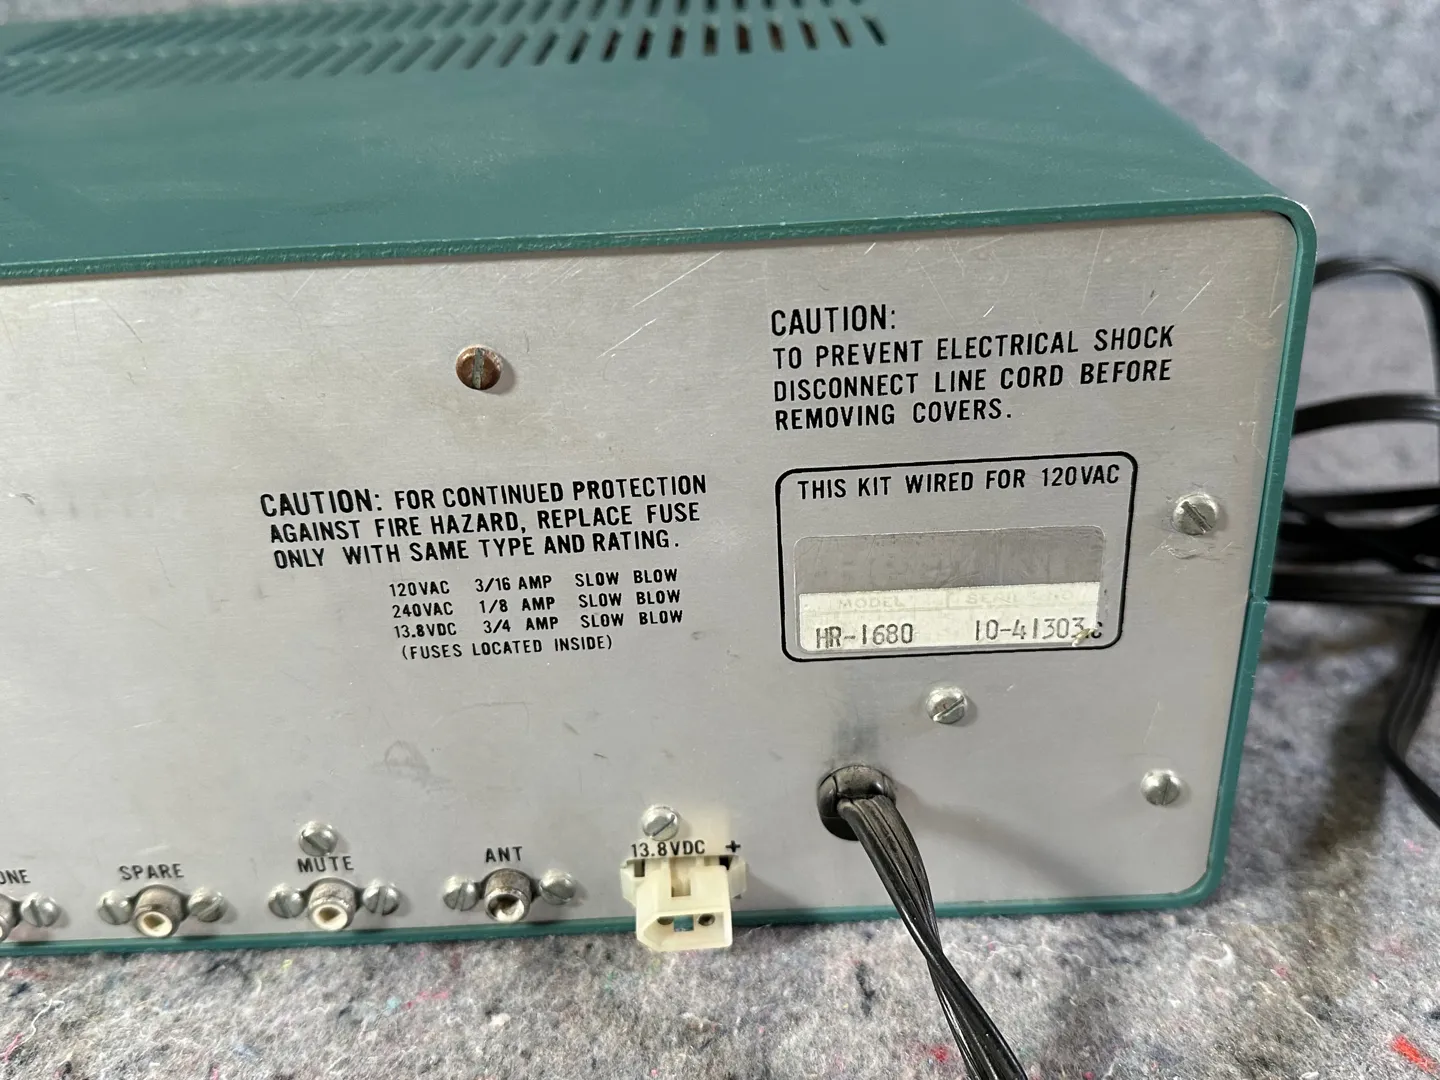 CAUTION:
TO PREVENT ELECTRICAL SHOCK
DISCONNECT LINE CORD BEFORE
REMOVING COVERS.
CAUTION: FOR CONTINUED PROTECTION
AGAINST FIRE HAZARD, REPLACE FUSE
ONLY WITH SAME TYPE AND RATING.
120VAC 3/16 AMP SLOW BLOW
240VAC 1/8 AMP SLOW BLOW
13.8VDC 3/4 AMP SLOW BLOW
(FUSES LOCATED INSIDE)
THIS KIT WIRED FOR 120VAC
MODEL
HR-1680 10-41303
SPARE
MUTE
ANT
13.8VDC +